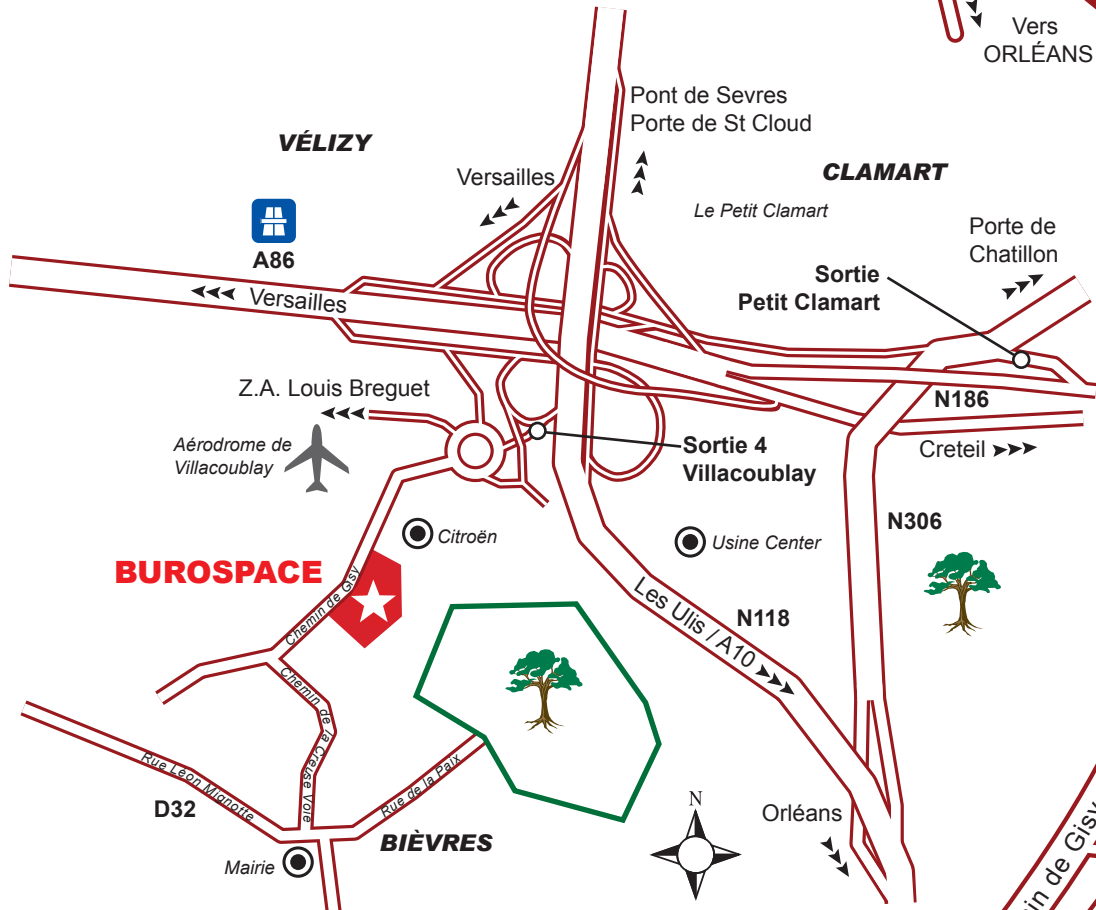 Vers
ORLÉANS
Pont de Sevres
Porte de St Cloud
VÉLIZY
CLAMART
Versailles
Le Petit Clamart
Porte de
Chatillon
A86
Sortie
Petit Clamart
Versailles
Z.A. Louis Breguet
N186
Aérodrome de
Villacoublay
Sortie 4
Villacoublay
Creteil
N306
Citroën
Usine Center
BUROSPACE
Chemin de Gisy
Les Ulis / A10
N118
Chemin de la Creuse Voie
Rue Léon Mignotte
Rue de la Paix
D32
N
Orléans
BIÈVRES
Mairie
in de Gisy